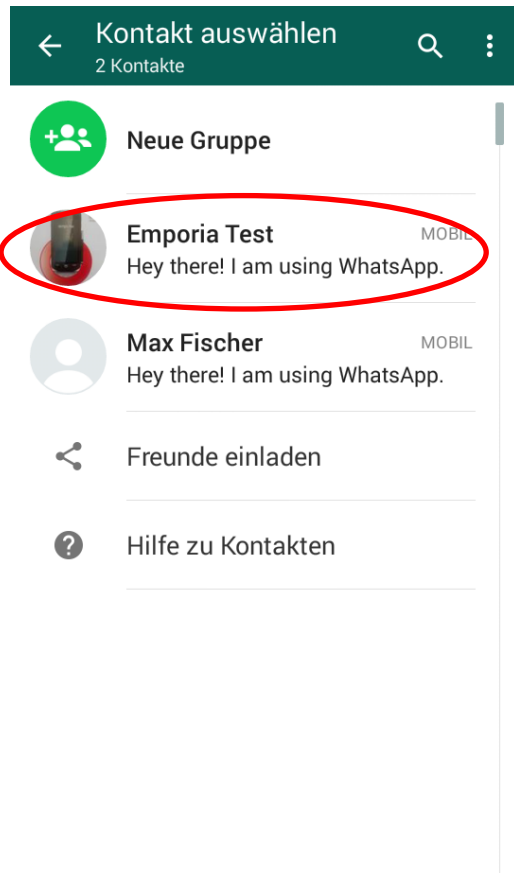 Kontakt auswählen
2 Kontakte
Neue Gruppe
Emporia Test MOBIL
Hey there! I am using WhatsApp.
Max Fischer MOBIL
Hey there! I am using WhatsApp.
Freunde einladen
Hilfe zu Kontakten